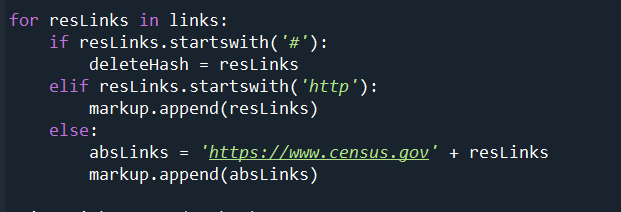 for resLinks in links:
    if resLinks.startswith('#'):
        deleteHash = resLinks
    elif resLinks.startswith('http'):
        markup.append(resLinks)
    else:
        absLinks = 'https://www.census.gov' + resLinks
        markup.append(absLinks)